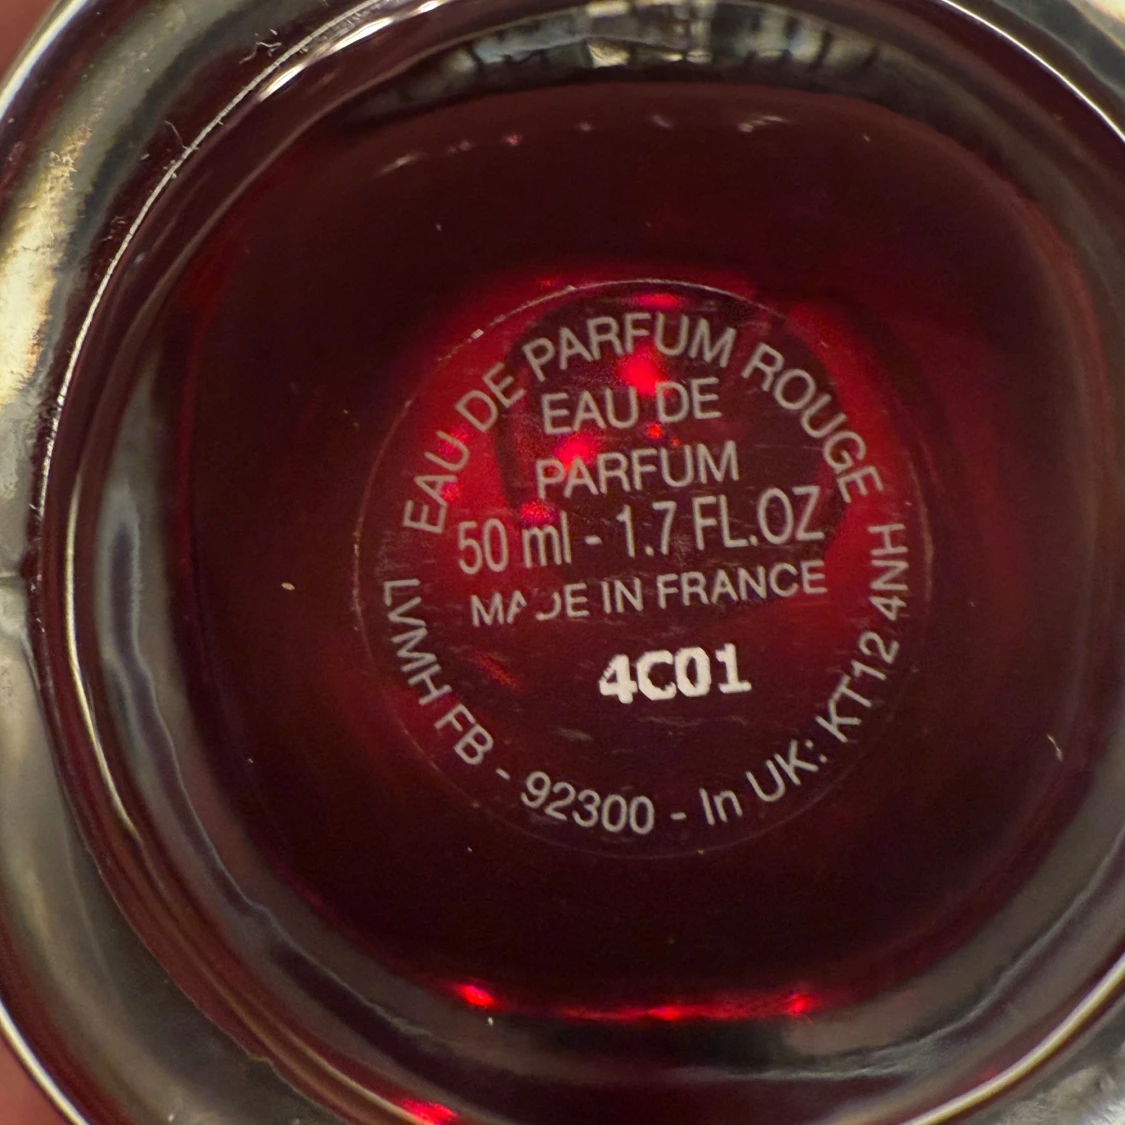 EAU DE PARFUM ROUGE
EAU DE
PARFUM
50 ml - 1.7 FL.OZ
MADE IN FRANCE
4C01
LVMH FB - 92300 - In UK: KT12 4NH